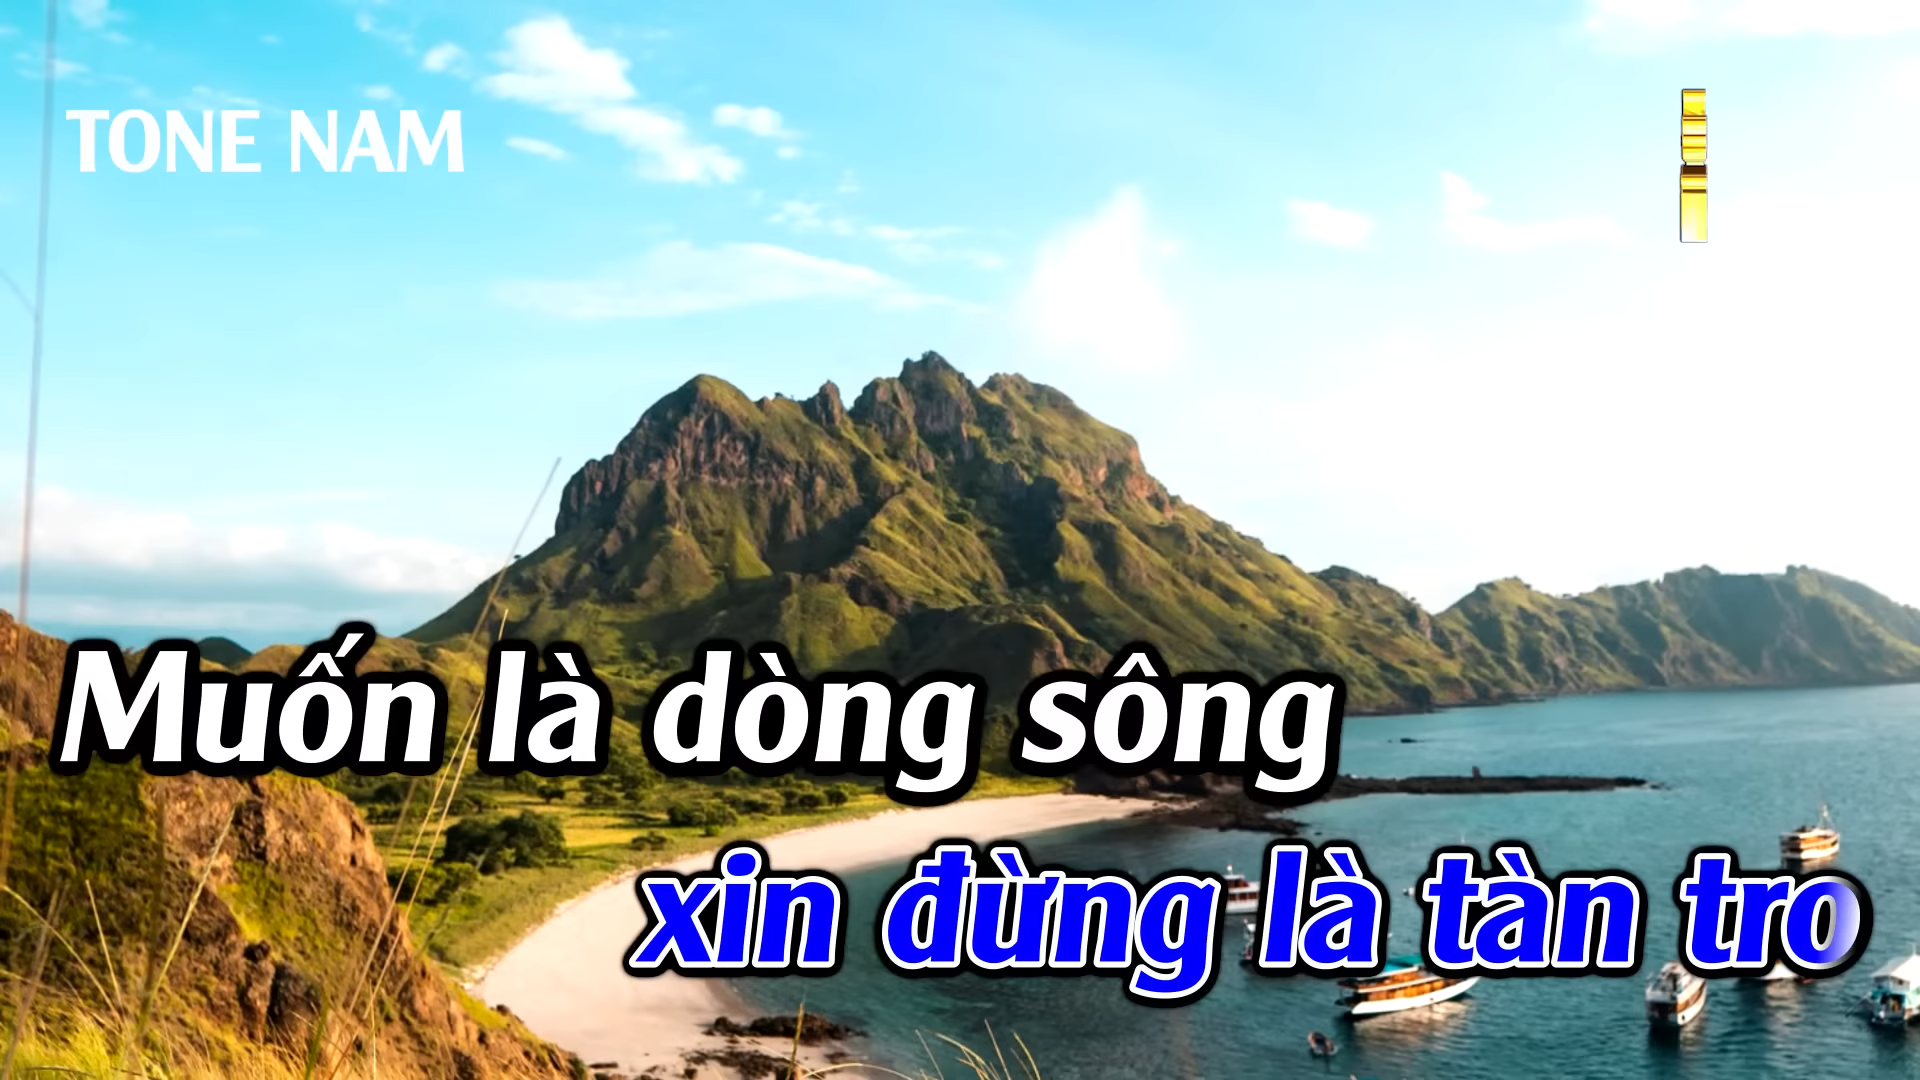 TONE NAM
Muốn là dòng sông
xin đừng là tàn tro